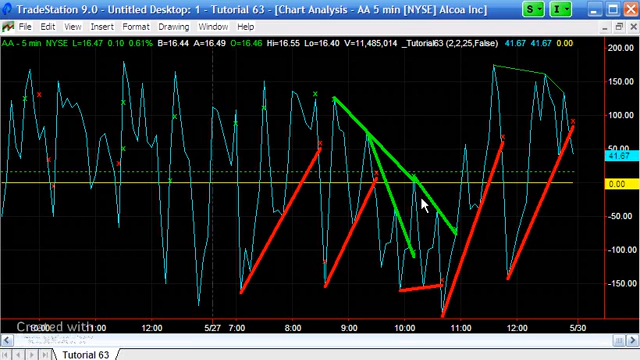 TradeStation 9.0 - Untitled Desktop: 1 - Tutorial 63 - [Chart Analysis - AA 5 min [NYSE] Alcoa Inc]
File Edit View Insert Format Drawing Window Help
AA - 5 min NYSE L=16.47 0.10 0.61% B=16.44 A=16.49 O=16.46 Hi=16.55 Lo=16.40 V=11,485,014 _Tutorial63 (2,2,25,False) 41.67 41.67 0.00
200.00
150.00
100.00
50.00
41.67
0.00
-50.00
-100.00
-150.00
-200.00
11:00 12:00 5/27 7:00 8:00 9:00 10:00 11:00 12:00 5/30
Created with
Tutorial 63